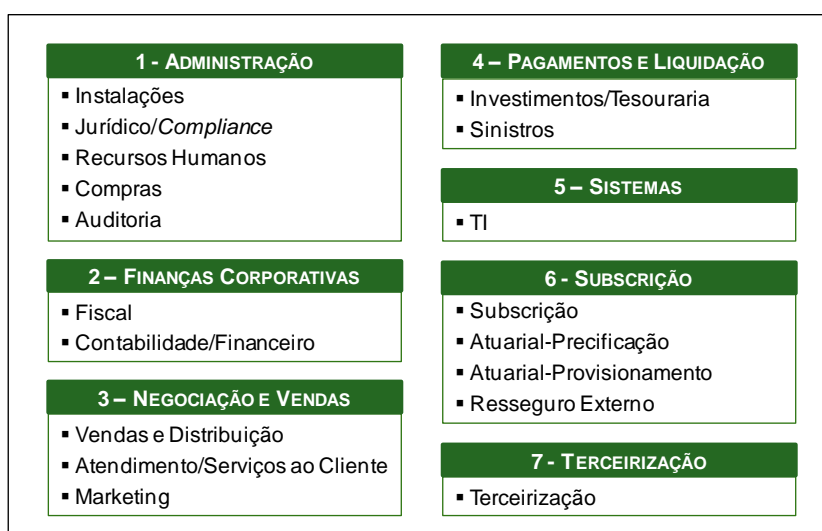 1 - ADMINISTRAÇÃO
▪ Instalações
▪ Jurídico/Compliance
▪ Recursos Humanos
▪ Compras
▪ Auditoria
2 – FINANÇAS CORPORATIVAS
▪ Fiscal
▪ Contabilidade/Financeiro
3 – NEGOCIAÇÃO E VENDAS
▪ Vendas e Distribuição
▪ Atendimento/Serviços ao Cliente
▪ Marketing
4 – PAGAMENTOS E LIQUIDAÇÃO
▪ Investimentos/Tesouraria
▪ Sinistros
5 – SISTEMAS
▪ TI
6 - SUBSCRIÇÃO
▪ Subscrição
▪ Atuarial-Precificação
▪ Atuarial-Provisionamento
▪ Resseguro Externo
7 - TERCEIRIZAÇÃO
▪ Terceirização